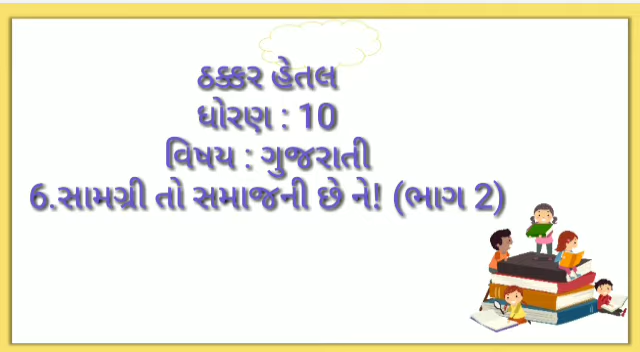 ઠક્કર હેતલ
ધોરણ : 10
વિષય : ગુજરાતી
6.સામગ્રી તો સમાજની છે ને! (ભાગ 2)